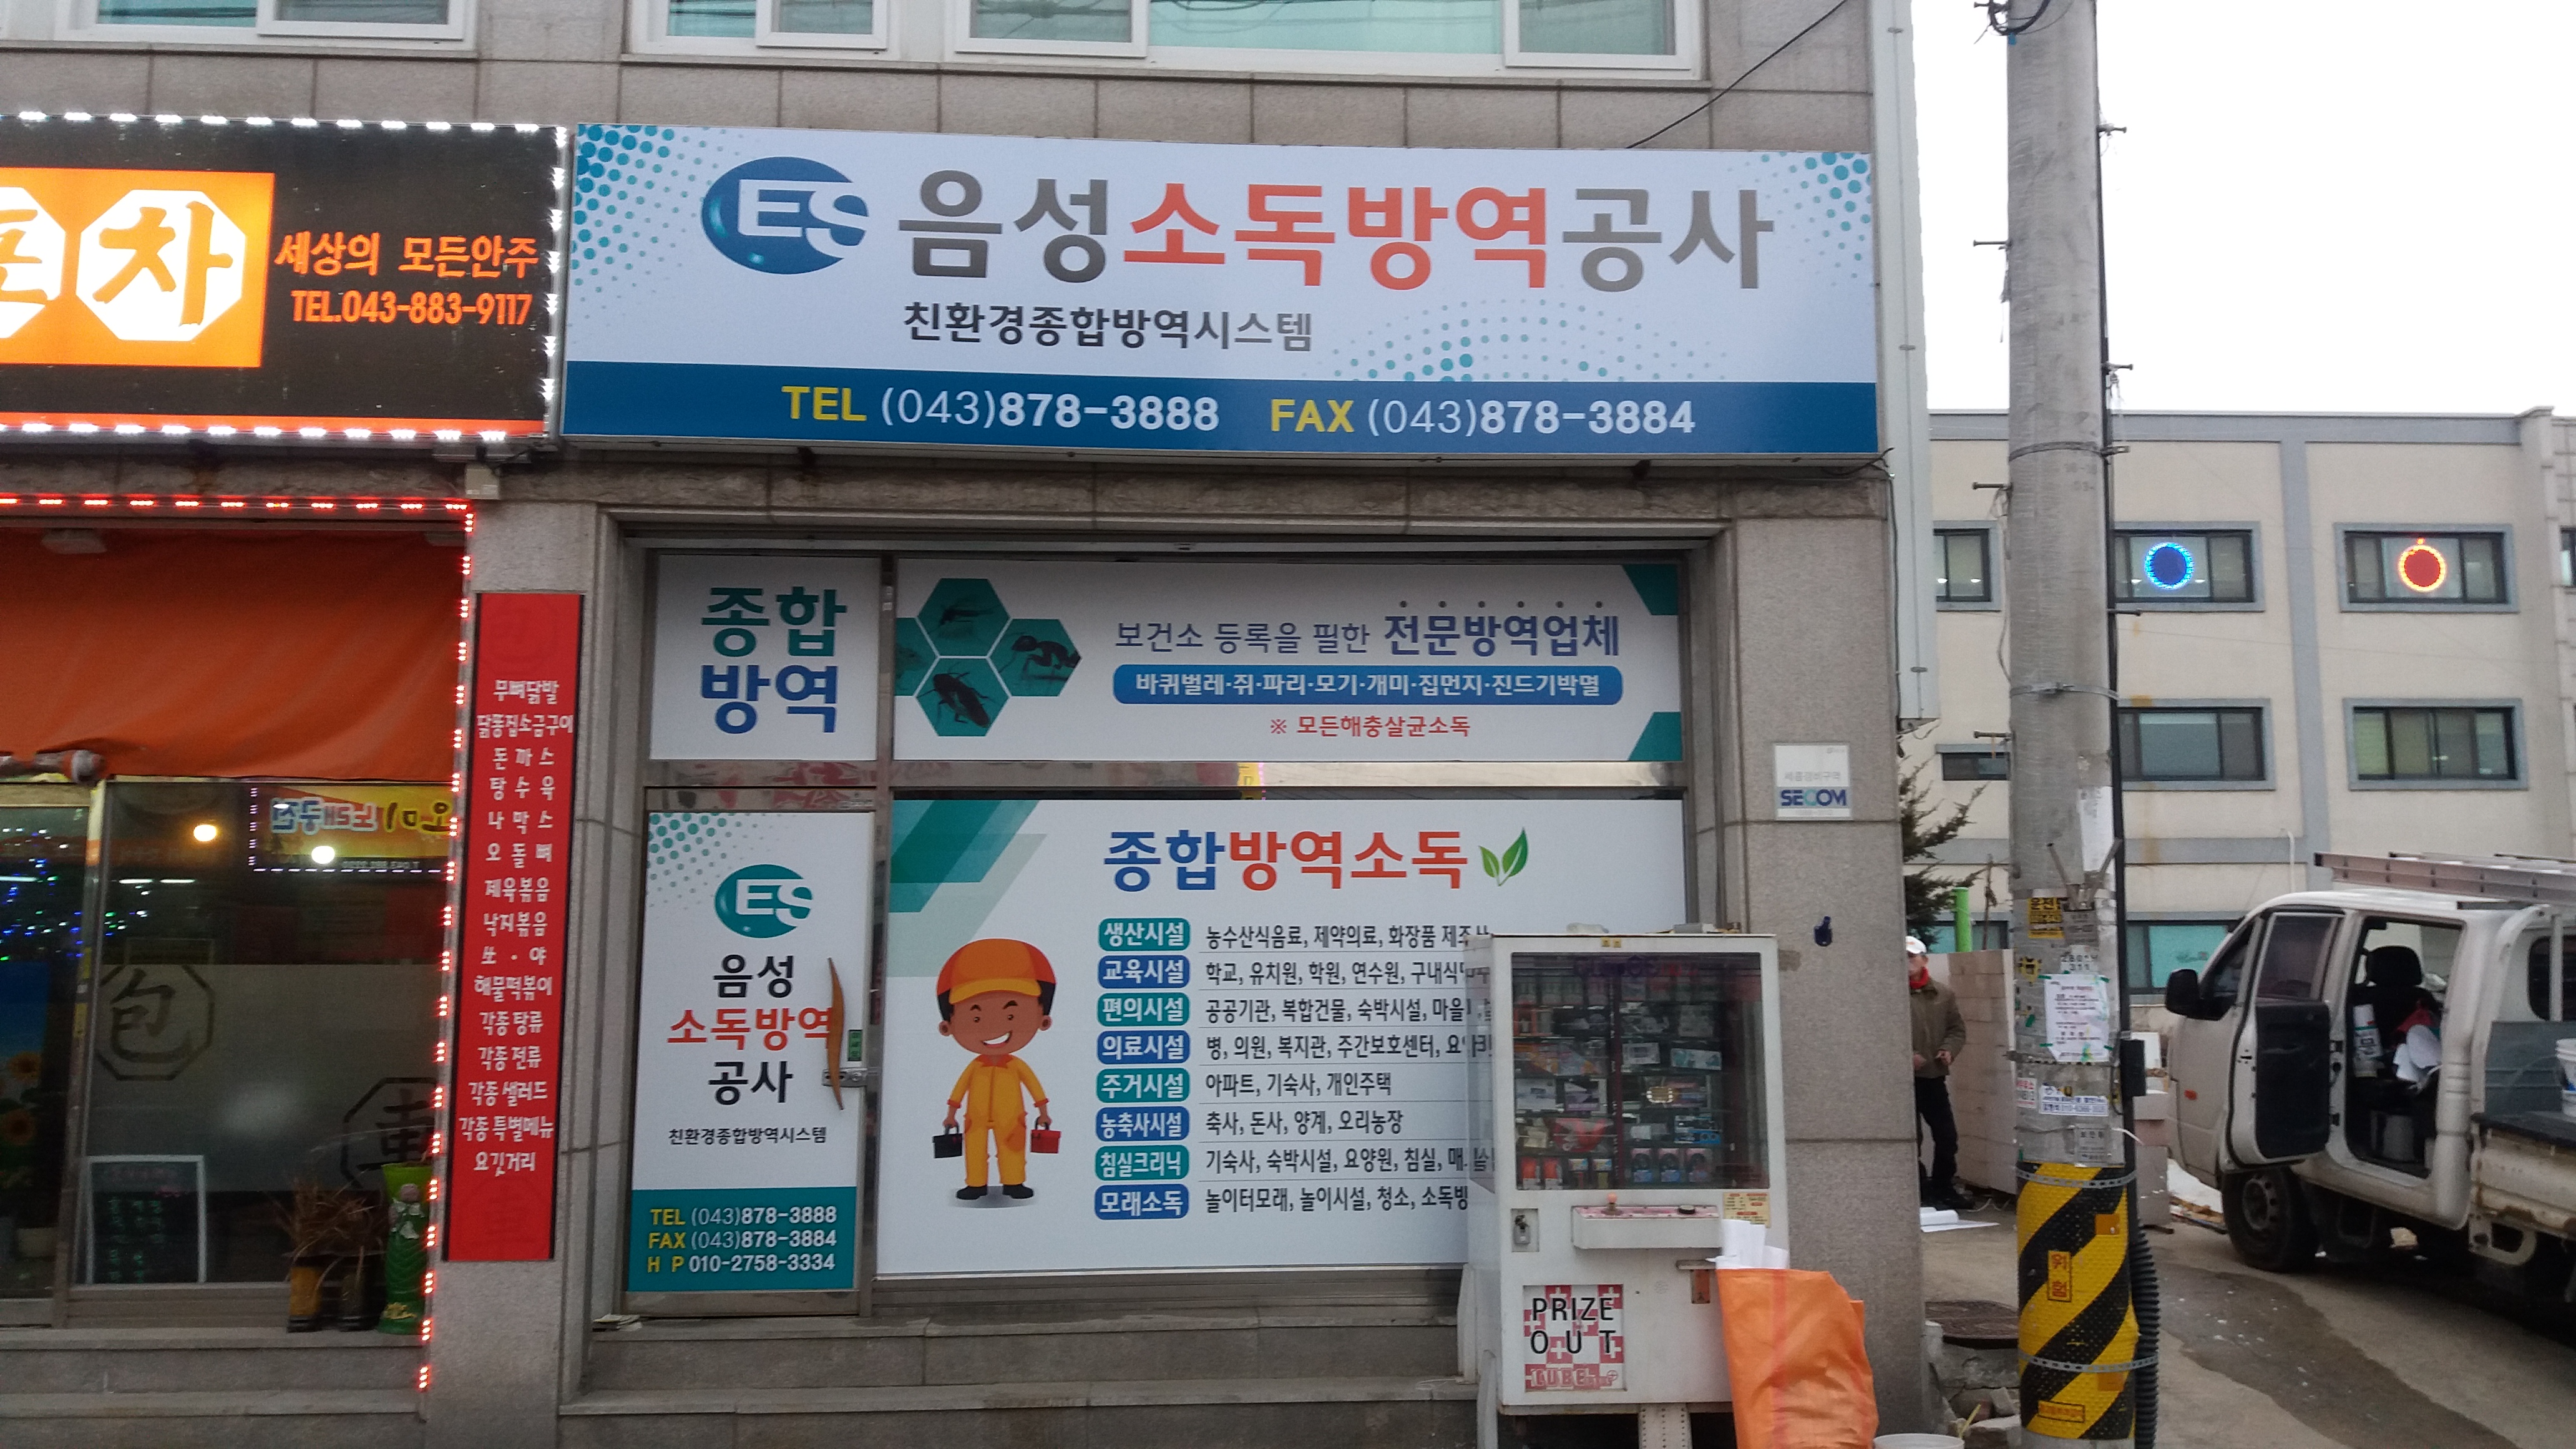 차
세상의 모든안주
TEL.043-883-9117
ES 음성소독방역공사
친환경종합방역시스템
TEL (043)878-3888 FAX (043)878-3884
종합
방역
보건소 등록을 필한 전문방역업체
바퀴벌레·쥐·파리·모기·개미·집먼지·진드기박멸
※ 모든해충살균소독
무뼈닭발
닭똥집소금구이
돈까스
탕수육
나막스
오돌뼈
제육볶음
낙지볶음
쏘·야
해물떡볶이
각종 탕류
각종 전류
각종 샐러드
각종 특별메뉴
요깃거리
包
ES
음성
소독방역
공사
친환경종합방역시스템
TEL (043)878-3888
FAX (043)878-3884
H P 010-2758-3334
종합방역소독
생산시설 농수산식음료, 제약의료, 화장품
교육시설 학교, 유치원, 학원, 연수원,
편의시설 공공기관, 복합건물, 숙박시설,
의료시설 병, 의원, 복지관, 주간보호센터,
주거시설 아파트, 기숙사, 개인주택
농축사시설 축사, 돈사, 양계, 오리농장
침실크리닉 기숙사, 숙박시설, 요양원, 침실,
모래소독 놀이터모래, 놀이시설, 청소,
세콤경비구역
SECOM
PRIZE
OUT
CUBE
위험